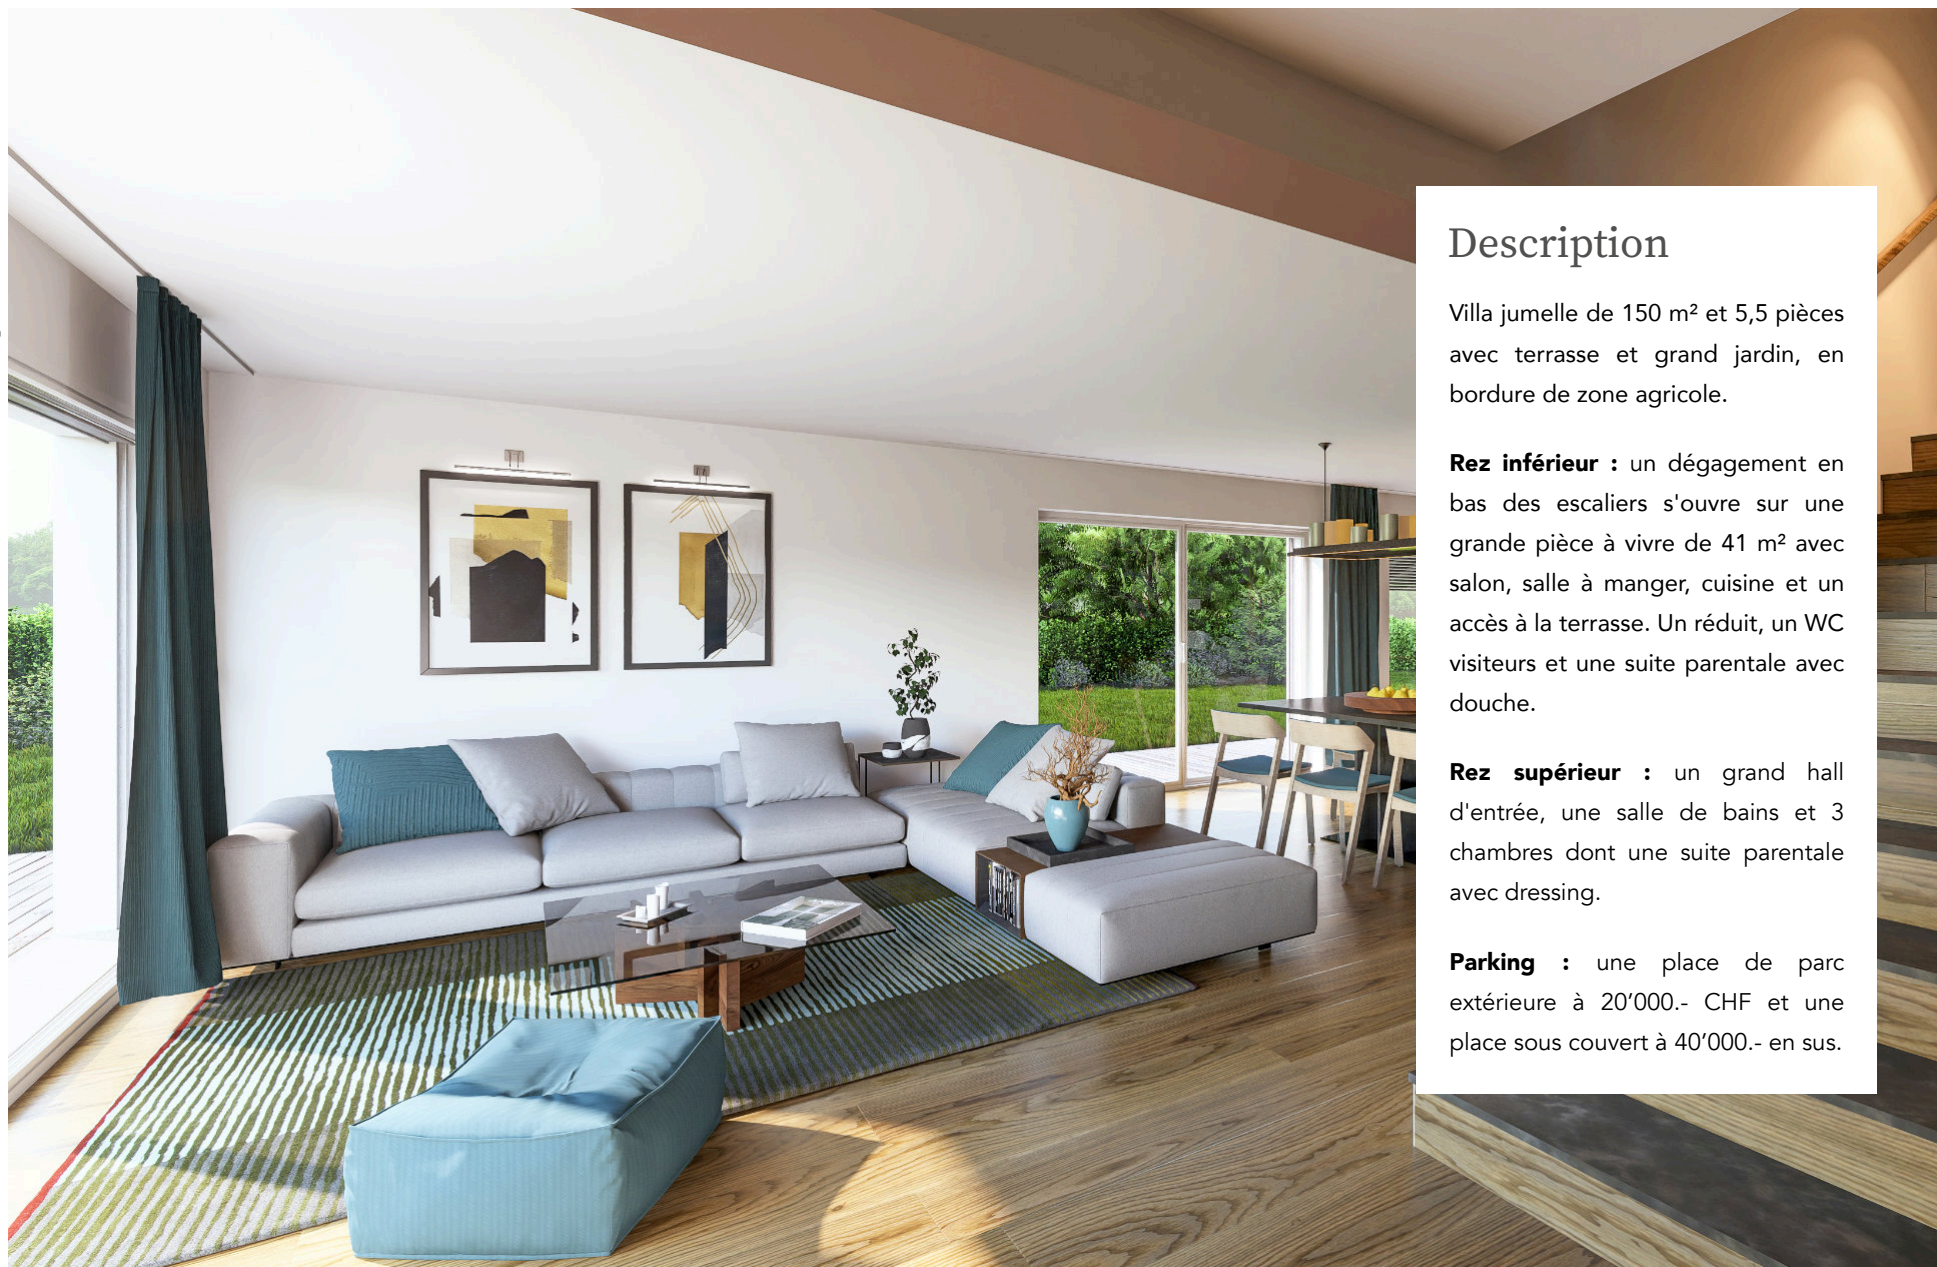 Description
Villa jumelle de 150 m² et 5,5 pièces
avec terrasse et grand jardin, en
bordure de zone agricole.
Rez inférieur : un dégagement en
bas des escaliers s'ouvre sur une
grande pièce à vivre de 41 m² avec
salon, salle à manger, cuisine et un
accès à la terrasse. Un réduit, un WC
visiteurs et une suite parentale avec
douche.
Rez supérieur : un grand hall
d'entrée, une salle de bains et 3
chambres dont une suite parentale
avec dressing.
Parking : une place de parc
extérieure à 20’000.- CHF et une
place sous couvert à 40’000.- en sus.